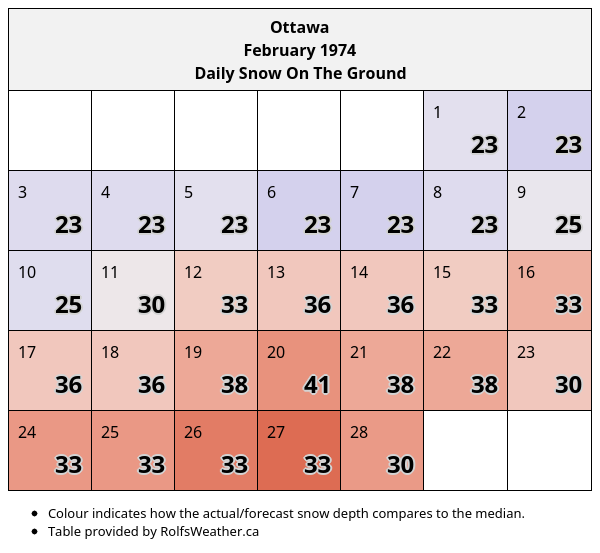 Ottawa
February 1974
Daily Snow On The Ground
1 2
23 23
3 4 5 6 7 8 9
23 23 23 23 23 23 25
10 11 12 13 14 15 16
25 30 33 36 36 33 33
17 18 19 20 21 22 23
36 36 38 41 38 38 30
24 25 26 27 28
33 33 33 33 30
• Colour indicates how the actual/forecast snow depth compares to the median.
• Table provided by RolfsWeather.ca